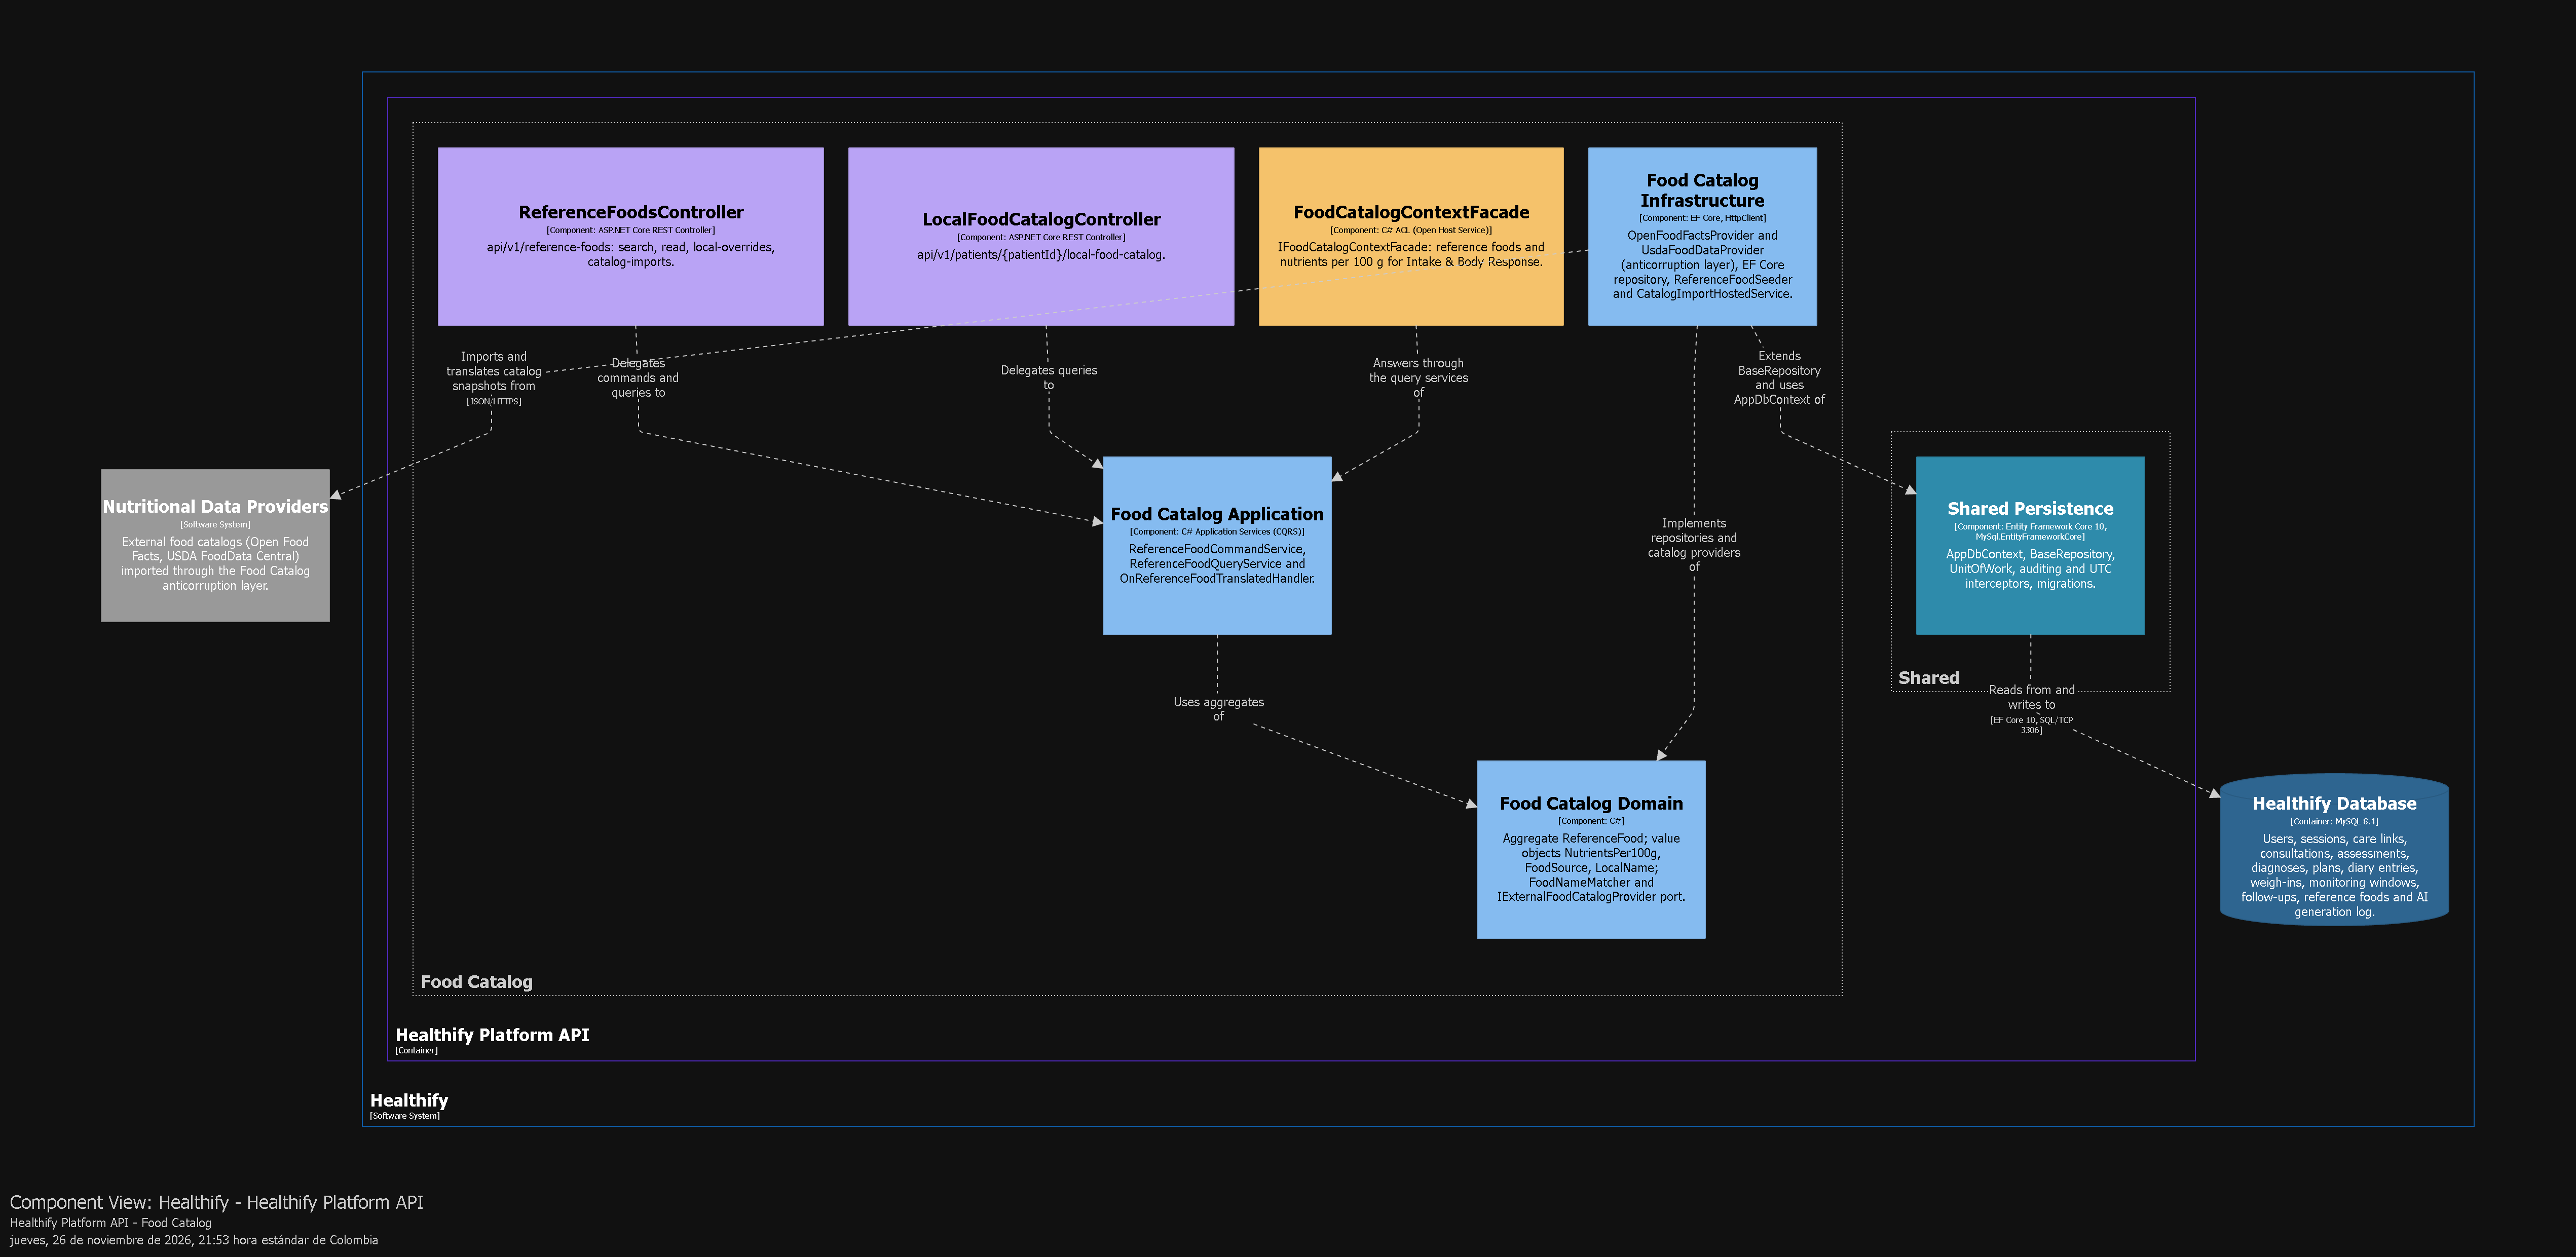 ReferenceFoodsController
[Component: ASP.NET Core REST Controller]
api/v1/reference-foods: search, read, local-overrides,
catalog-imports.
LocalFoodCatalogController
[Component: ASP.NET Core REST Controller]
api/v1/patients/{patientId}/local-food-catalog.
FoodCatalogContextFacade
[Component: C# ACL (Open Host Service)]
IFoodCatalogContextFacade: reference foods and
nutrients per 100 g for Intake & Body Response.
Food Catalog
Infrastructure
[Component: EF Core, HttpClient]
OpenFoodFactsProvider and
UsdaFoodDataProvider
(anticorruption layer), EF Core
repository, ReferenceFoodSeeder
and CatalogImportHostedService.
Imports and
translates catalog
snapshots from
[JSON/HTTPS]
Delegates
commands and
queries to
Delegates queries
to
Answers through
the query services
of
Extends
BaseRepository
and uses
AppDbContext of
Nutritional Data Providers
[Software System]
External food catalogs (Open Food
Facts, USDA FoodData Central)
imported through the Food Catalog
anticorruption layer.
Food Catalog Application
[Component: C# Application Services (CQRS)]
ReferenceFoodCommandService,
ReferenceFoodQueryService and
OnReferenceFoodTranslatedHandler.
Implements
repositories and
catalog providers
of
Shared Persistence
[Component: Entity Framework Core 10,
MySql.EntityFrameworkCore]
AppDbContext, BaseRepository,
UnitOfWork, auditing and UTC
interceptors, migrations.
Shared
Reads from and
writes to
[EF Core 10, SQL/TCP
3306]
Uses aggregates
of
Food Catalog Domain
[Component: C#]
Aggregate ReferenceFood; value
objects NutrientsPer100g,
FoodSource, LocalName;
FoodNameMatcher and
IExternalFoodCatalogProvider port.
Healthify Database
[Container: MySQL 8.4]
Users, sessions, care links,
consultations, assessments,
diagnoses, plans, diary entries,
weigh-ins, monitoring windows,
follow-ups, reference foods and AI
generation log.
Food Catalog
Healthify Platform API
[Container]
Healthify
[Software System]
Component View: Healthify - Healthify Platform API
Healthify Platform API - Food Catalog
jueves, 26 de noviembre de 2026, 21:53 hora estándar de Colombia